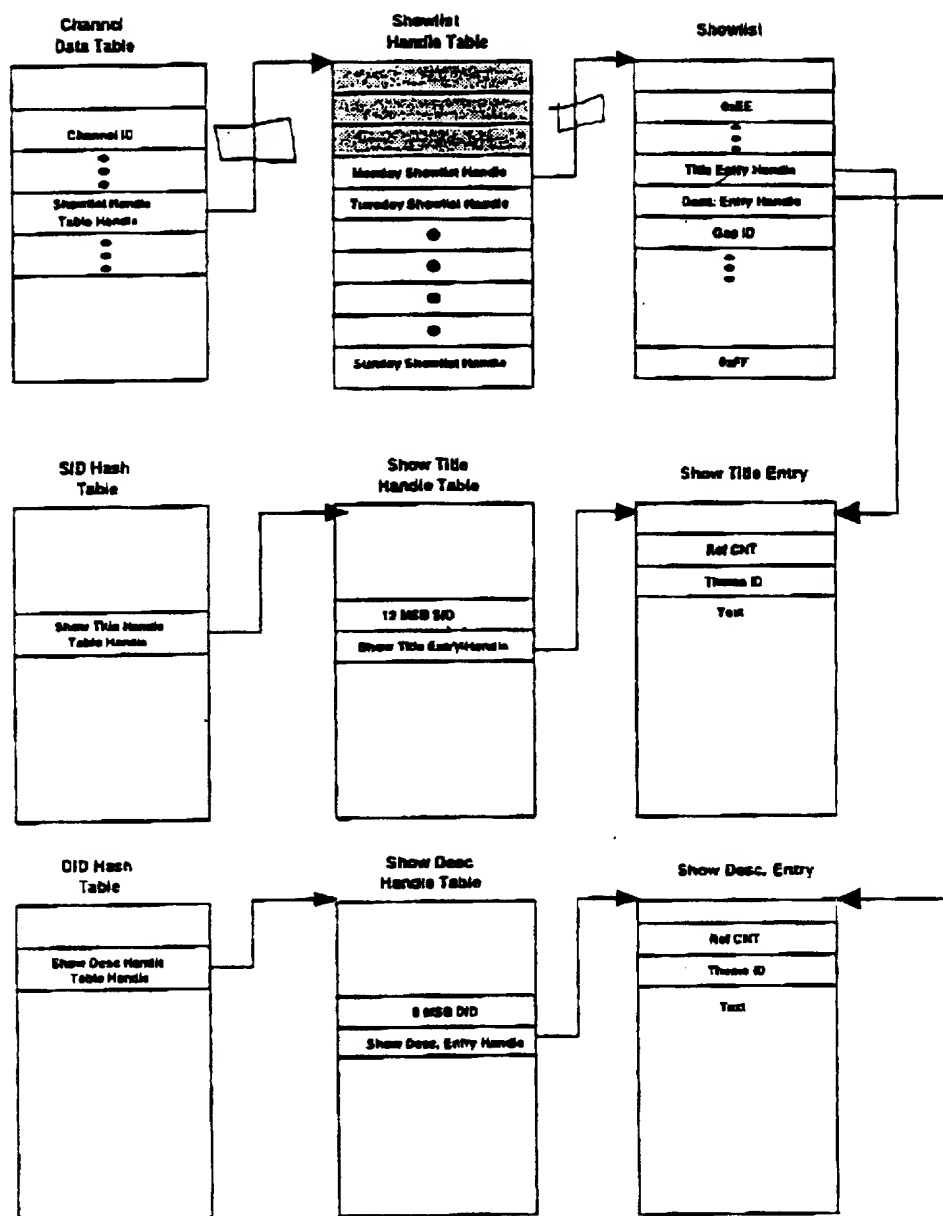 Channel
Data Table
Channel ID
Showlist Handle
Table Handle
Showlist
Handle Table
Monday Showlist Handle
Tuesday Showlist Handle
Sunday Showlist Handle
Showlist
0xEE
Title Entry Handle
Desc. Entry Handle
Gap ID
0xFF
SID Hash
Table
Show Title Handle
Table Handle
Show Title
Handle Table
12 MSB SID
Show Title Entry Handle
Show Title Entry
Ref CNT
Theme ID
Text
DID Hash
Table
Show Desc Handle
Table Handle
Show Desc
Handle Table
8 MSB DID
Show Desc. Entry Handle
Show Desc. Entry
Ref CNT
Theme ID
Text